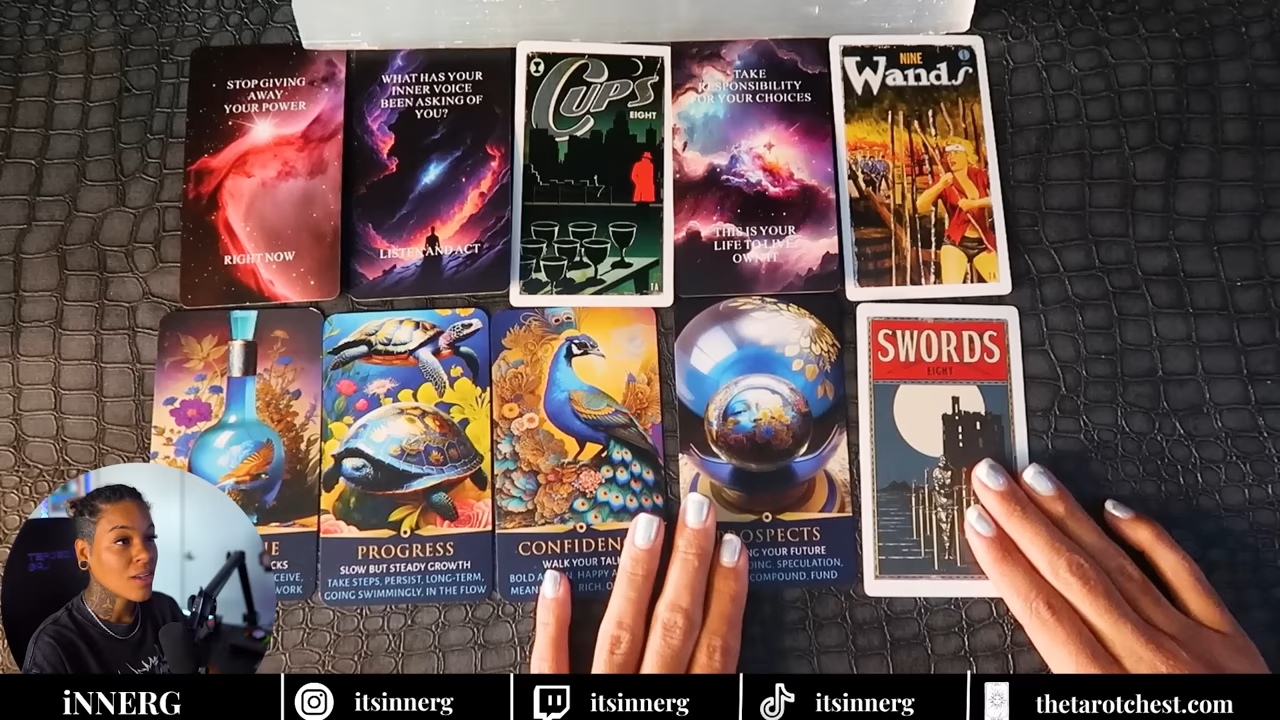 STOP GIVING
AWAY
YOUR POWER
RIGHT NOW
WHAT HAS YOUR
INNER VOICE
BEEN ASKING OF
YOU?
LISTEN AND ACT
CUPS
EIGHT
TAKE
RESPONSIBILITY
FOR YOUR CHOICES
THIS IS YOUR
LIFE TO LIVE
OWN IT
NINE
Wands
PROGRESS
SLOW BUT STEADY GROWTH
TAKE STEPS, PERSIST, LONG-TERM,
GOING SWIMMINGLY, IN THE FLOW
CONFIDEN
WALK YOUR TAL
BOLD
HAPPY
RICH,
ROSPECTS
NG YOUR FUTURE
SPECULATION,
COMPOUND, FUND
SWORDS
EIGHT
iNNERG
itsinnerg
itsinnerg
itsinnerg
thetarotchest.com